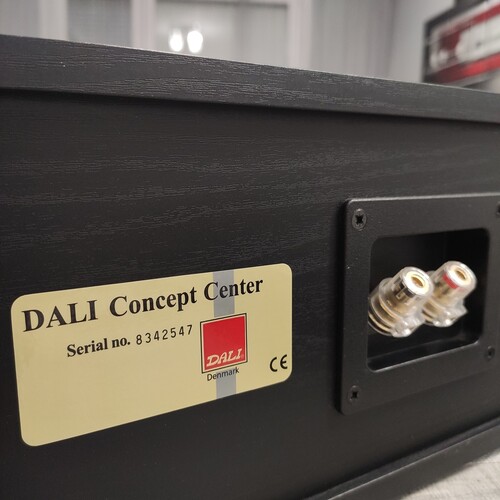 DALI Concept Center
Serial no. 8342547
DALI
Denmark
CE